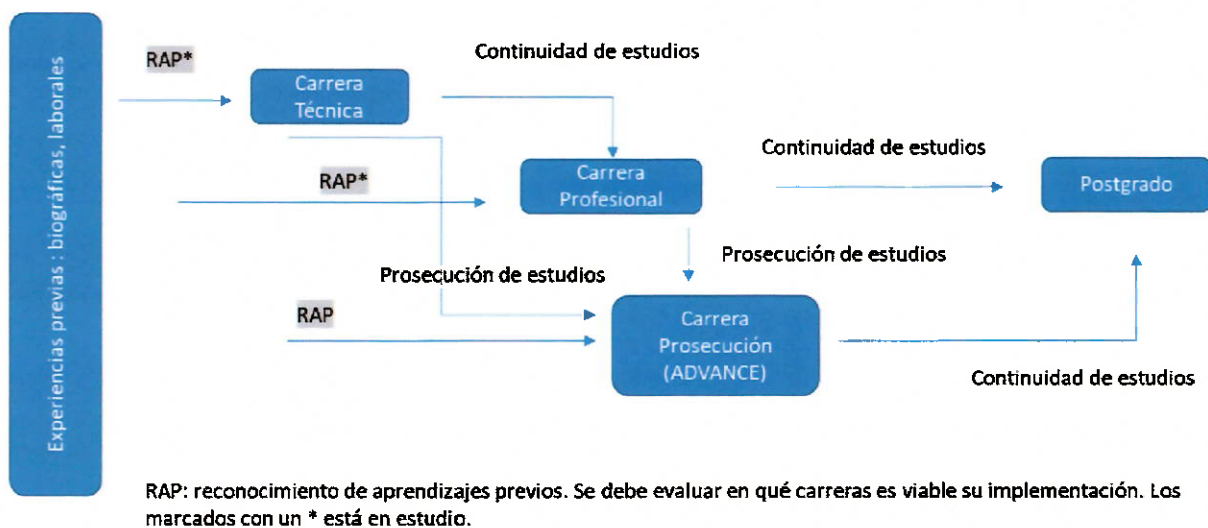 Experiencias previas : biográficas, laborales
RAP*
Continuidad de estudios
Carrera
Técnica
Continuidad de estudios
RAP*
Carrera
Profesional
Postgrado
Prosecución de estudios
Prosecución de estudios
RAP
Carrera
Prosecución
(ADVANCE)
Continuidad de estudios
RAP: reconocimiento de aprendizajes previos. Se debe evaluar en qué carreras es viable su implementación. Los
marcados con un * está en estudio.